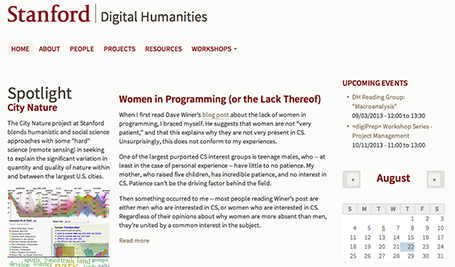 Stanford | Digital Humanities
HOME ABOUT PEOPLE PROJECTS RESOURCES WORKSHOPS
Spotlight
City Nature
The City Nature project at Stanford
blends humanistic and social science
approaches with some "hard"
science (remote sensing) in seeking
to explain the significant variation in
quantity and quality of nature within
and between the largest U.S. cities.
Women in Programming (or the Lack Thereof)
When I first read Dave Winer's blog post about the lack of women in
programming, I braced myself. He suggests that women are not "very
patient," and that this explains why they are not very present in CS.
Unsurprisingly, this does not conform to my experiences.
One of the largest purported CS interest groups is teenage males, who – at
least in the case of personal experience – have little to no patience. My
mother, who raised five children, has incredible patience, and no interest in
CS. Patience can't be the driving factor behind the field.
Then something occurred to me – most people reading Winer's post are
either men who are interested in CS, or women who are interested in CS.
Regardless of their opinions about why women are more absent than men,
they're united by a common interest in the subject.
Read more
UPCOMING EVENTS
DH Reading Group:
"Macroanalysis"
09/03/2013 - 12:00 to 13:30
<digiPrep> Workshop Series -
Project Management
10/11/2013 - 11:00 to 13:00
« August »
S M T W T F S
1 2 3
4 5 6 7 8 9 10
11 12 13 14 15 16 17
18 19 20 21 22 23 24
25 26 27 28 29 30 31